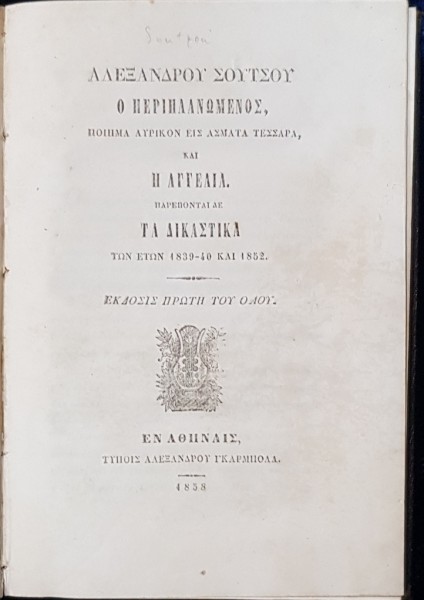 ΑΛΕΞΑΝΔΡΟΥ ΣΟΥΤΣΟΥ
Ο ΠΕΡΙΠΛΑΝΩΜΕΝΟΣ,
ΠΟΙΗΜΑ ΛΥΡΙΚΟΝ ΕΙΣ ΑΣΜΑΤΑ ΤΕΣΣΑΡΑ,
ΚΑΙ
Η ΑΓΓΕΛΙΑ.
ΠΑΡΕΠΟΝΤΑΙ ΔΕ
ΤΑ ΔΙΚΑΣΤΙΚΑ
ΤΩΝ ΕΤΩΝ 1839-40 ΚΑΙ 1852.
ΕΚΔΟΣΙΣ ΠΡΩΤΗ ΤΟΥ ΟΛΟΥ.
ΕΝ ΑΘΗΝΑΙΣ,
ΤΥΠΟΙΣ ΑΛΕΞΑΝΔΡΟΥ ΓΚΑΡΜΠΟΛΑ.
1858